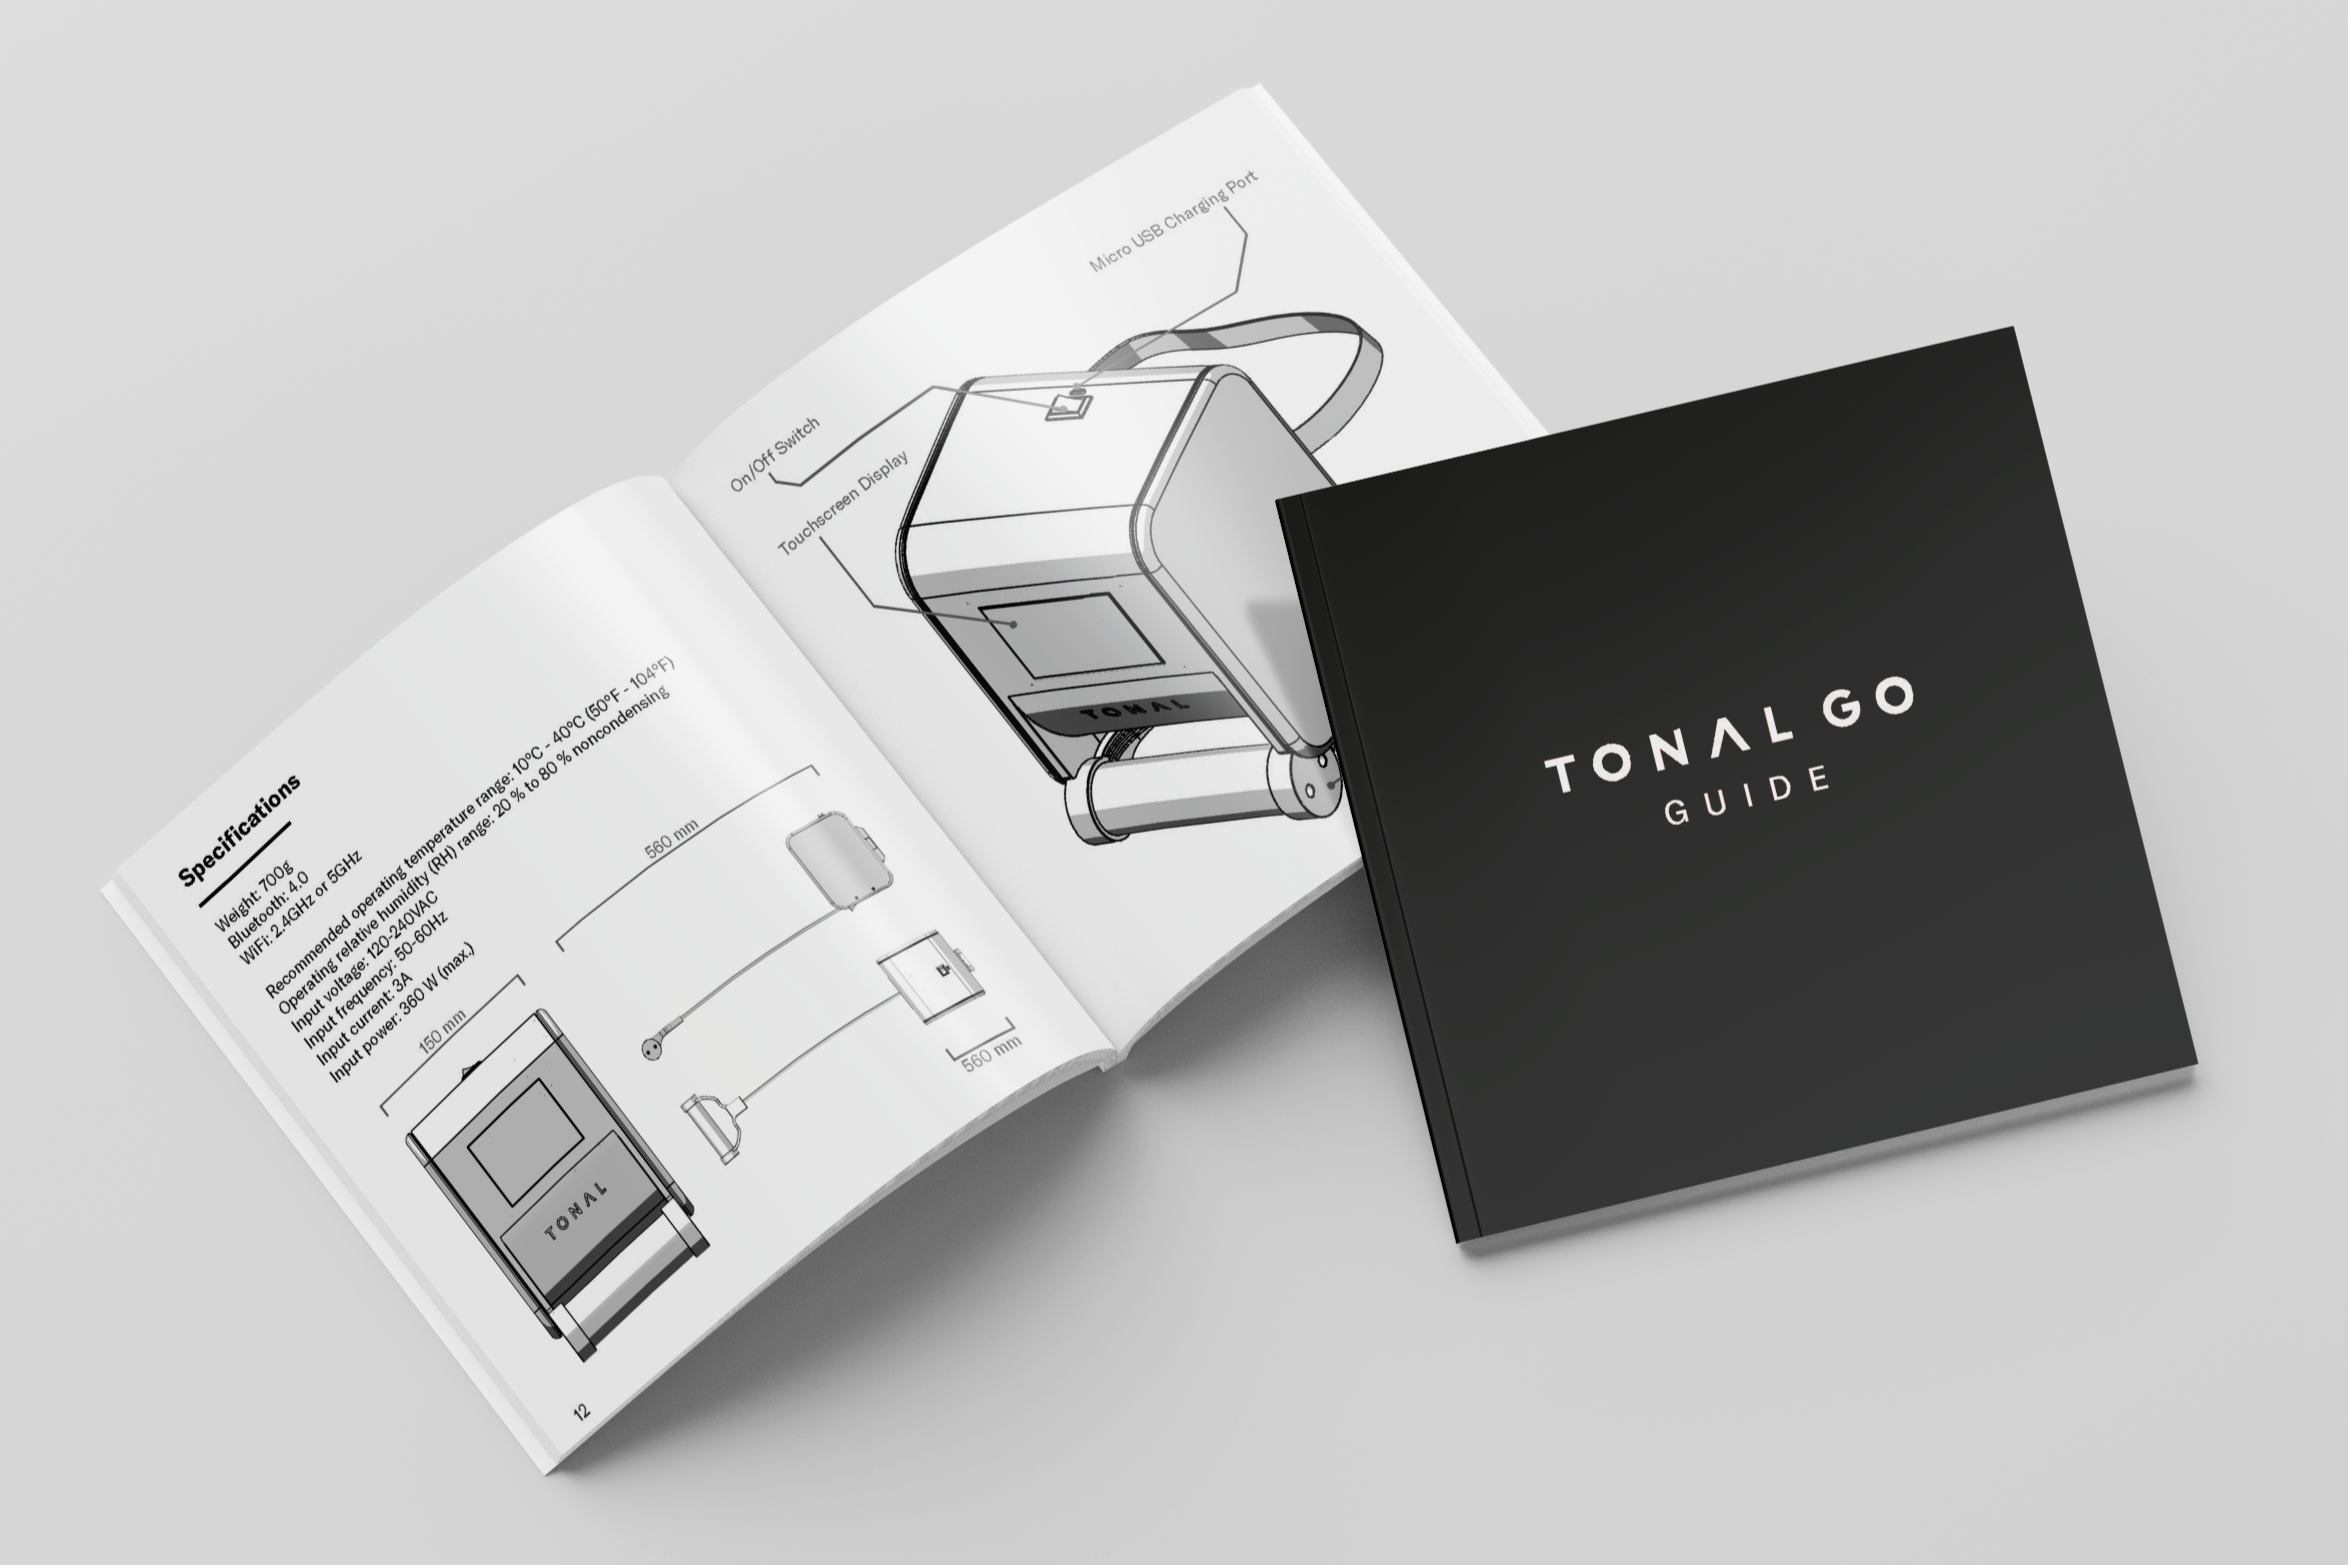 Specifications
Weight: 700g
Bluetooth: 4.0
WiFi: 2.4GHz or 5GHz
Recommended operating temperature range: 10°C - 40°C (50°F - 104°F)
Operating relative humidity (RH) range: 20 % to 80 % noncondensing
Input voltage: 120-240VAC
Input frequency: 50-60Hz
Input current: 3A
Input power: 360 W (max.)
150 mm
560 mm
560 mm
TONAL
12
Micro USB Charging Port
On/Off Switch
Touchscreen Display
TONAL
TONAL GO
GUIDE